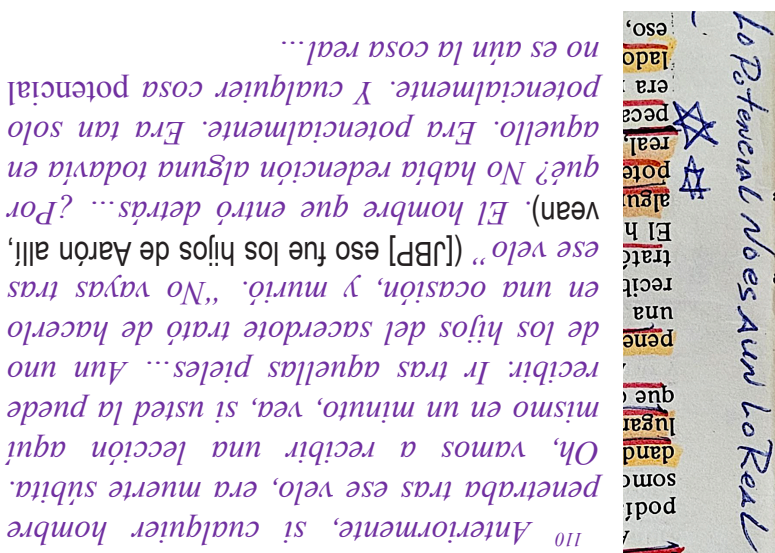 110 Anteriormente, si cualquier hombre
penetraba tras ese velo, era muerte súbita.
Oh, vamos a recibir una lección aquí
mismo en un minuto, vea, si usted la puede
recibir. Ir tras aquellas pieles… Aun uno
de los hijos del sacerdote trató de hacerlo
en una ocasión, y murió. “No vayas tras
ese velo” ([JBP] eso fue los hijos de Aarón allí,
vean). El hombre que entró detrás… ¿Por
qué? No había redención alguna todavía en
aquello. Era potencialmente. Era tan solo
potencialmente. Y cualquier cosa potencial
no es aún la cosa real…
Lo Potencial No es Aun Lo Real
podía
somo
dand
lugar
que
pene
una
recib
trató
El h
algu
pote
real,
peca
era
lado
eso,